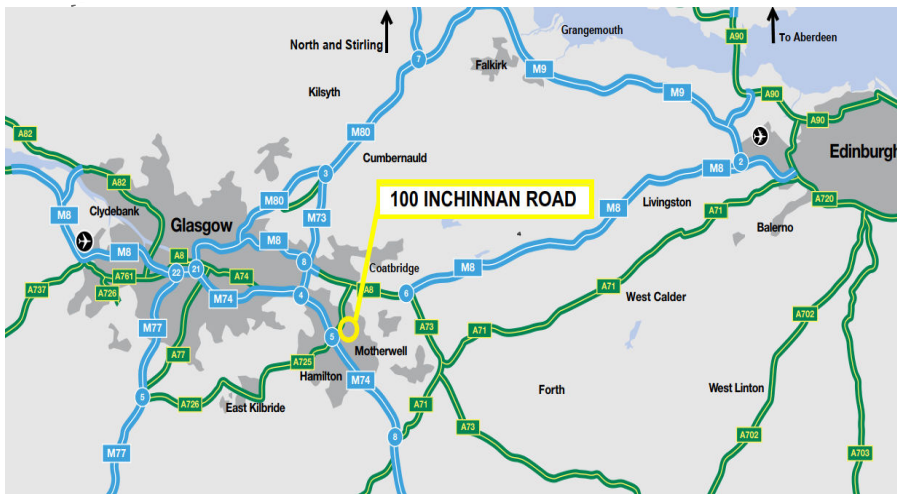 North and Stirling
To Aberdeen
A90
Grangemouth
7
Falkirk
M9
M9
A90
A90
Kilsyth
A82
M80
Edinburgh
2
M8
Cumbernauld
3
A82
M80
M73
100 INCHINNAN ROAD
M8
Livingston
A71
A720
M8
Clydebank
Glasgow
Balerno
M8
A8
M8
8
Coatbridge
M8
A761
22
21
A74
A8
6
A71
A737
A726
M74
4
West Calder
A702
M77
5
A73
A71
Motherwell
A77
A725
Hamilton
M74
5
A726
East Kilbride
A71
Forth
West Linton
A73
8
A702
M77
A703